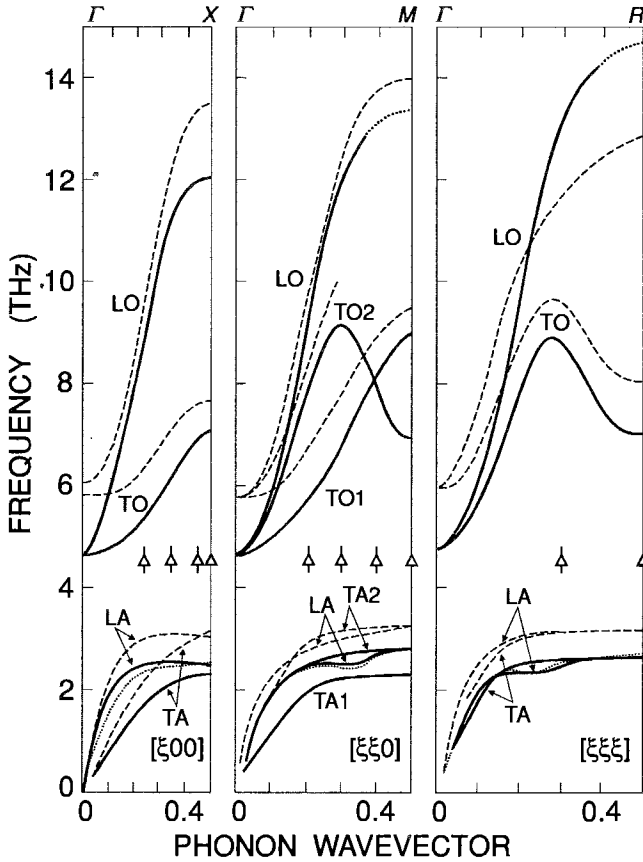 Γ X Γ M Γ R
14
12
10
8
6
4
2
0
FREQUENCY (THz)
LO
TO
LA
TA
[ξ00]
LO
TO2
TO1
LA
TA2
TA1
[ξξ0]
LO
TO
LA
TA
[ξξξ]
0 0.4 0 0.4 0 0.4
PHONON WAVEVECTOR